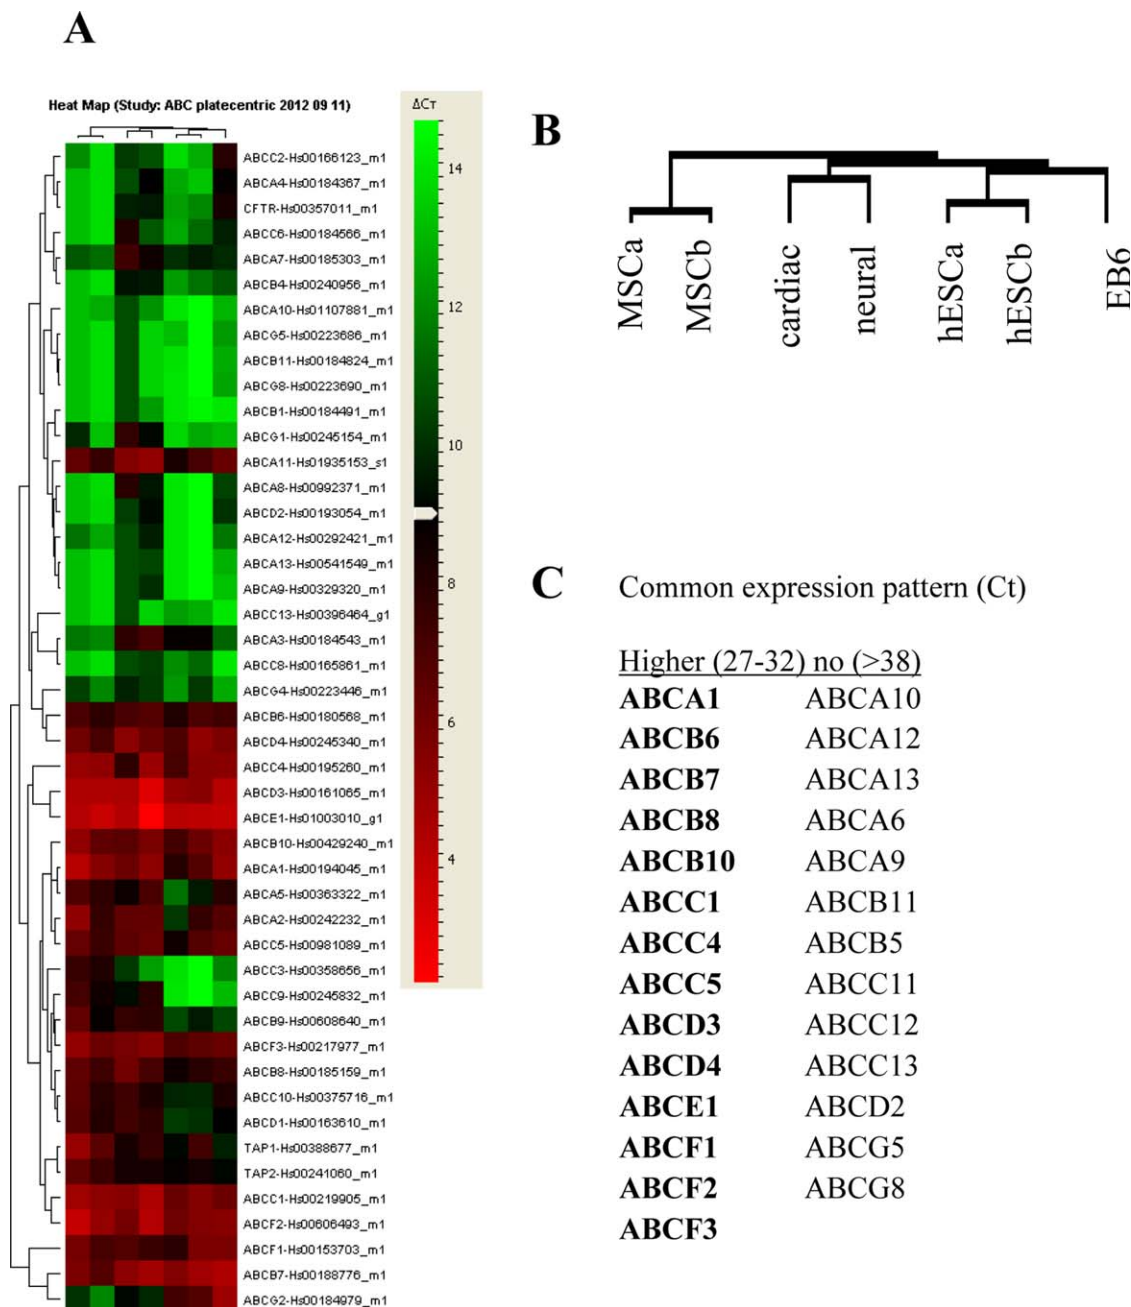 A
Heat Map (Study: ABC platecentric 2012 09 11)
ΔCT
ABCC2-Hs00166123_m1
ABCA4-Hs00184367_m1
CFTR-Hs00357011_m1
ABCC6-Hs00184566_m1
ABCA7-Hs00185303_m1
ABCB4-Hs00240956_m1
ABCA10-Hs01107881_m1
ABCG5-Hs00223686_m1
ABCB11-Hs00184824_m1
ABCG8-Hs00223690_m1
ABCB1-Hs00184491_m1
ABCG1-Hs00245154_m1
ABCA11-Hs01935153_s1
ABCA8-Hs00992371_m1
ABCD2-Hs00193054_m1
ABCA12-Hs00292421_m1
ABCA13-Hs00541549_m1
ABCA9-Hs00329320_m1
ABCC13-Hs00396464_g1
ABCA3-Hs00184543_m1
ABCC8-Hs00165861_m1
ABCG4-Hs00223446_m1
ABCB6-Hs00180568_m1
ABCD4-Hs00245340_m1
ABCC4-Hs00195260_m1
ABCD3-Hs00161065_m1
ABCE1-Hs01003010_g1
ABCB10-Hs00429240_m1
ABCA1-Hs00194045_m1
ABCA5-Hs00363322_m1
ABCA2-Hs00242232_m1
ABCC5-Hs00981089_m1
ABCC3-Hs00358656_m1
ABCC9-Hs00245832_m1
ABCB9-Hs00608640_m1
ABCF3-Hs00217977_m1
ABCB8-Hs00185159_m1
ABCC10-Hs00375716_m1
ABCD1-Hs00163610_m1
TAP1-Hs00388677_m1
TAP2-Hs00241060_m1
ABCC1-Hs00219905_m1
ABCF2-Hs00606493_m1
ABCF1-Hs00153703_m1
ABCB7-Hs00188776_m1
ABCG2-Hs00184979_m1
14
12
10
8
6
4
B
MSCa
MSCb
cardiac
neural
hESCa
hESCb
EB6
C
Common expression pattern (Ct)
Higher (27-32) no (>38)
ABCA1 ABCA10
ABCB6 ABCA12
ABCB7 ABCA13
ABCB8 ABCA6
ABCB10 ABCA9
ABCC1 ABCB11
ABCC4 ABCB5
ABCC5 ABCC11
ABCD3 ABCC12
ABCD4 ABCC13
ABCE1 ABCD2
ABCF1 ABCG5
ABCF2 ABCG8
ABCF3